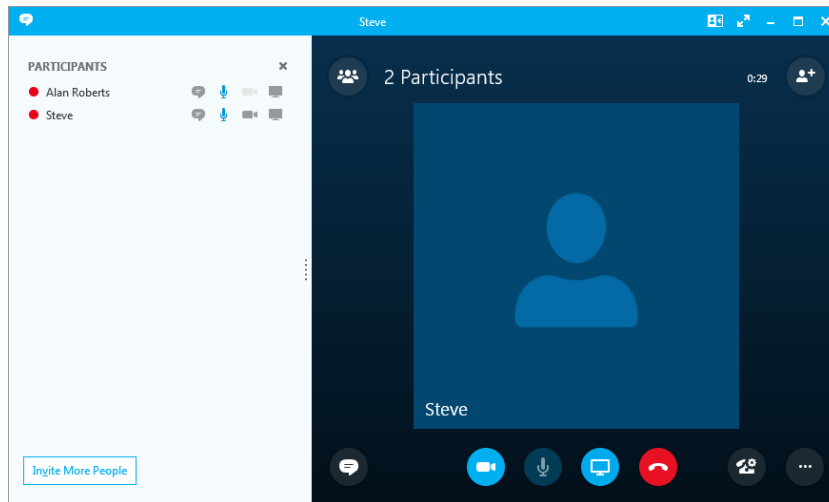 Steve
PARTICIPANTS
Alan Roberts
Steve
2 Participants
0:29
Steve
Invite More People